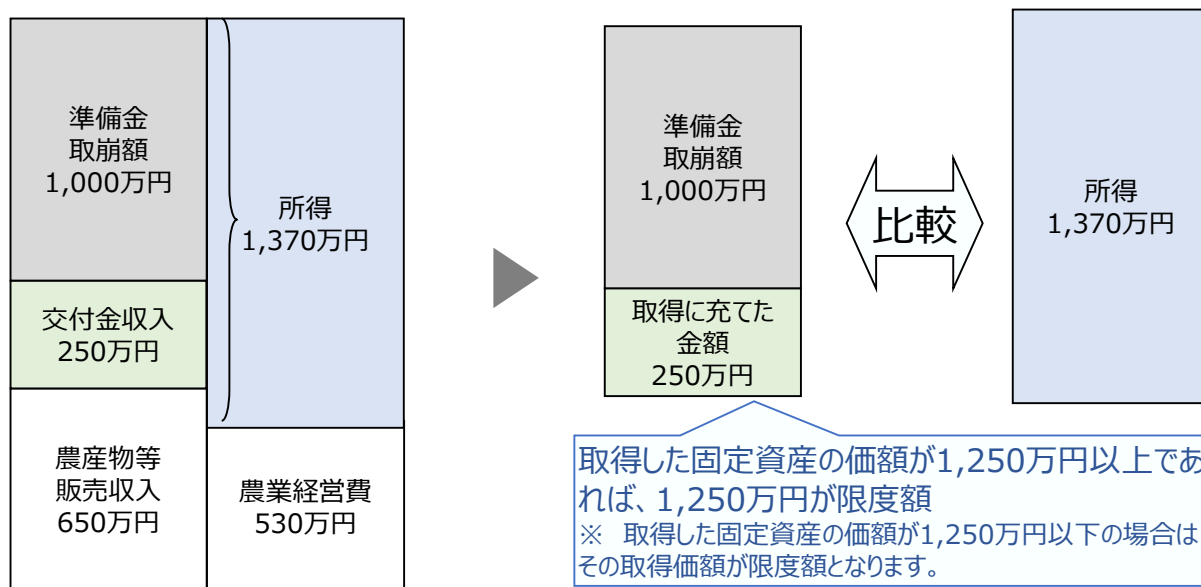 準備金
取崩額
1,000万円
交付金収入
250万円
農産物等
販売収入
650万円
所得
1,370万円
農業経営費
530万円
準備金
取崩額
1,000万円
取得に充てた
金額
250万円
比較
所得
1,370万円
取得した固定資産の価額が1,250万円以上であ
れば、1,250万円が限度額
※ 取得した固定資産の価額が1,250万円以下の場合は
その取得価額が限度額となります。